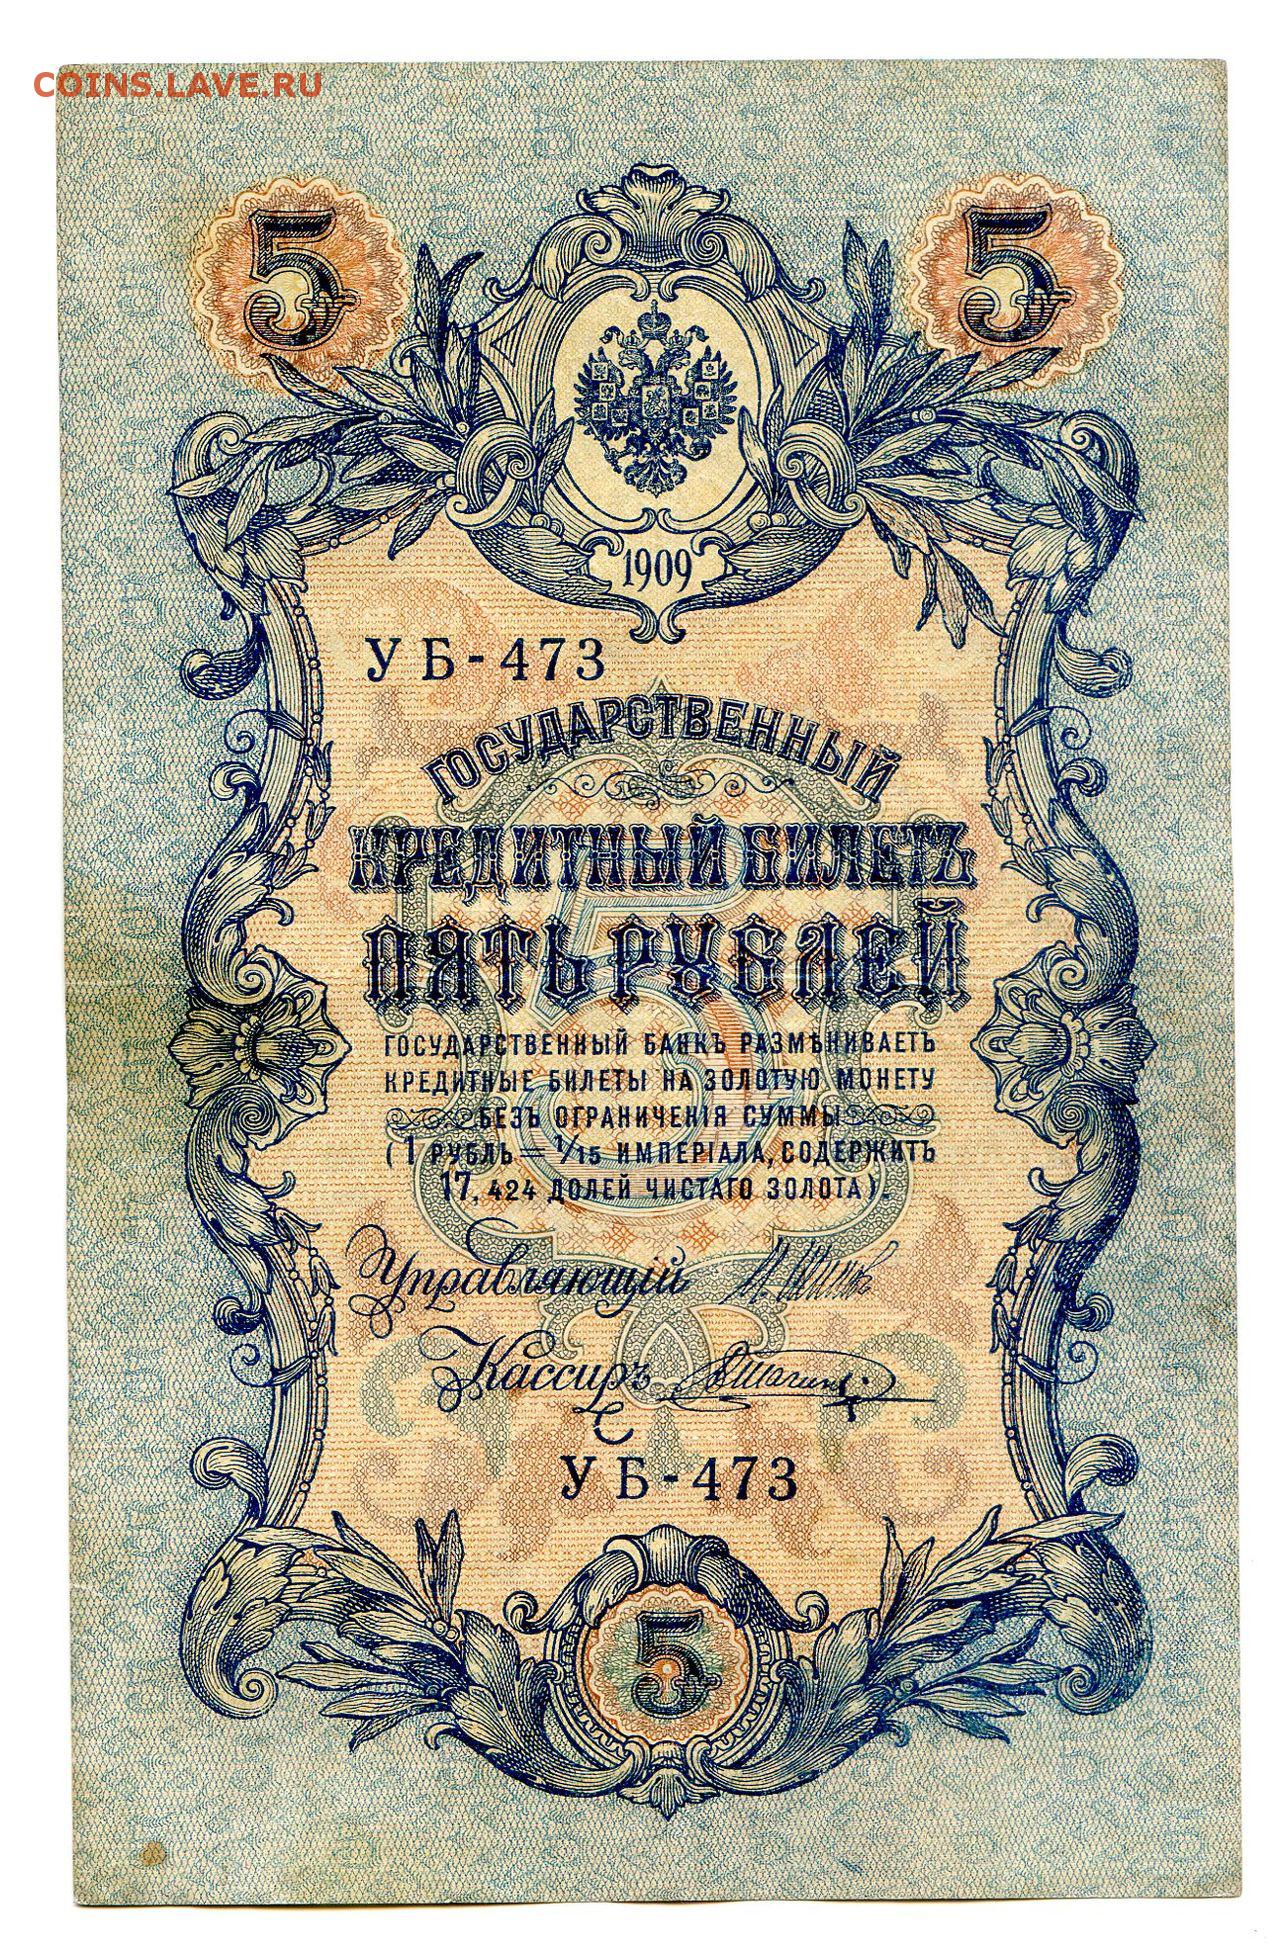 COINS.LAVE.RU
5 5
1909
УБ-473
ГОСУДАРСТВЕННЫЙ
КРЕДИТНЫЙ БИЛЕТЪ
ПЯТЬ РУБЛЕЙ
ГОСУДАРСТВЕННЫЙ БАНКЪ РАЗМѢНИВАЕТЪ
КРЕДИТНЫЕ БИЛЕТЫ НА ЗОЛОТУЮ МОНЕТУ
БЕЗЪ ОГРАНИЧЕНІЯ СУММЫ
(1 РУБЛЬ = 1/15 ИМПЕРІАЛА, СОДЕРЖИТЪ
17,424 ДОЛЕЙ ЧИСТАГО ЗОЛОТА).
Управляющій
Кассиръ
УБ-473
5